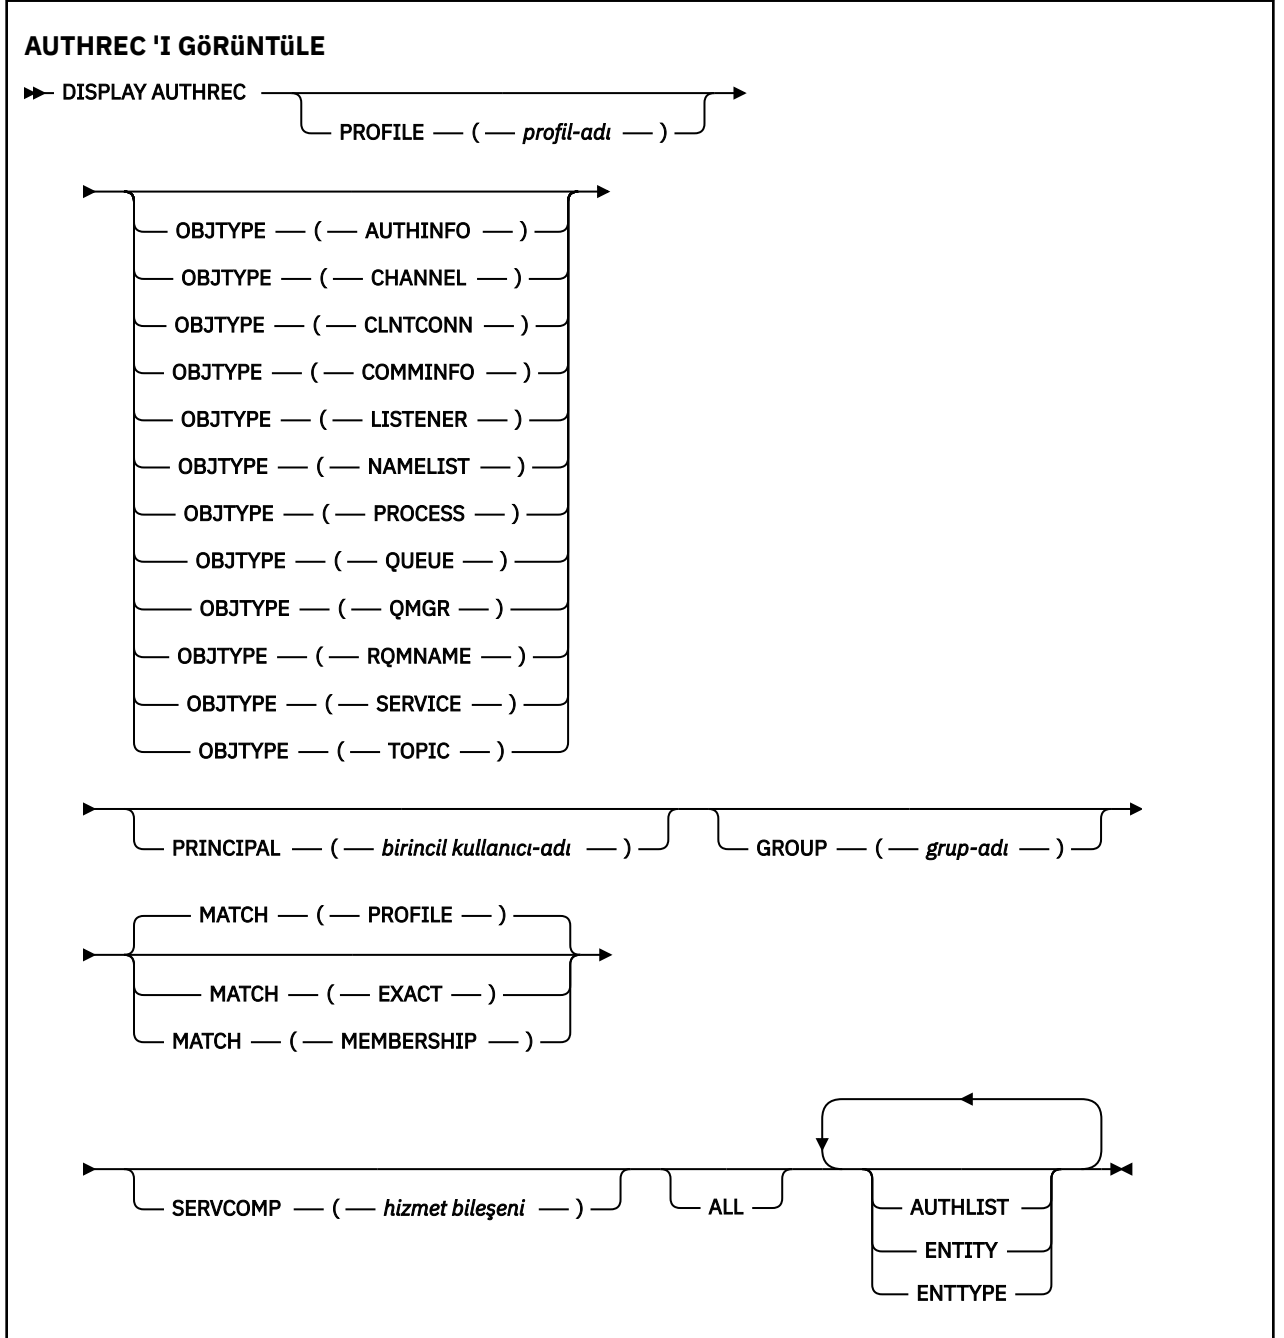 AUTHREC 'I GöRüNTüLE
DISPLAY AUTHREC
PROFILE ( profil-adı )
OBJTYPE ( AUTHINFO )
OBJTYPE ( CHANNEL )
OBJTYPE ( CLNTCONN )
OBJTYPE ( COMMINFO )
OBJTYPE ( LISTENER )
OBJTYPE ( NAMELIST )
OBJTYPE ( PROCESS )
OBJTYPE ( QUEUE )
OBJTYPE ( QMGR )
OBJTYPE ( RQMNAME )
OBJTYPE ( SERVICE )
OBJTYPE ( TOPIC )
PRINCIPAL ( birincil kullanıcı-adı ) GROUP ( grup-adı )
MATCH ( PROFILE )
MATCH ( EXACT )
MATCH ( MEMBERSHIP )
SERVCOMP ( hizmet bileşeni ) ALL AUTHLIST
ENTITY
ENTTYPE